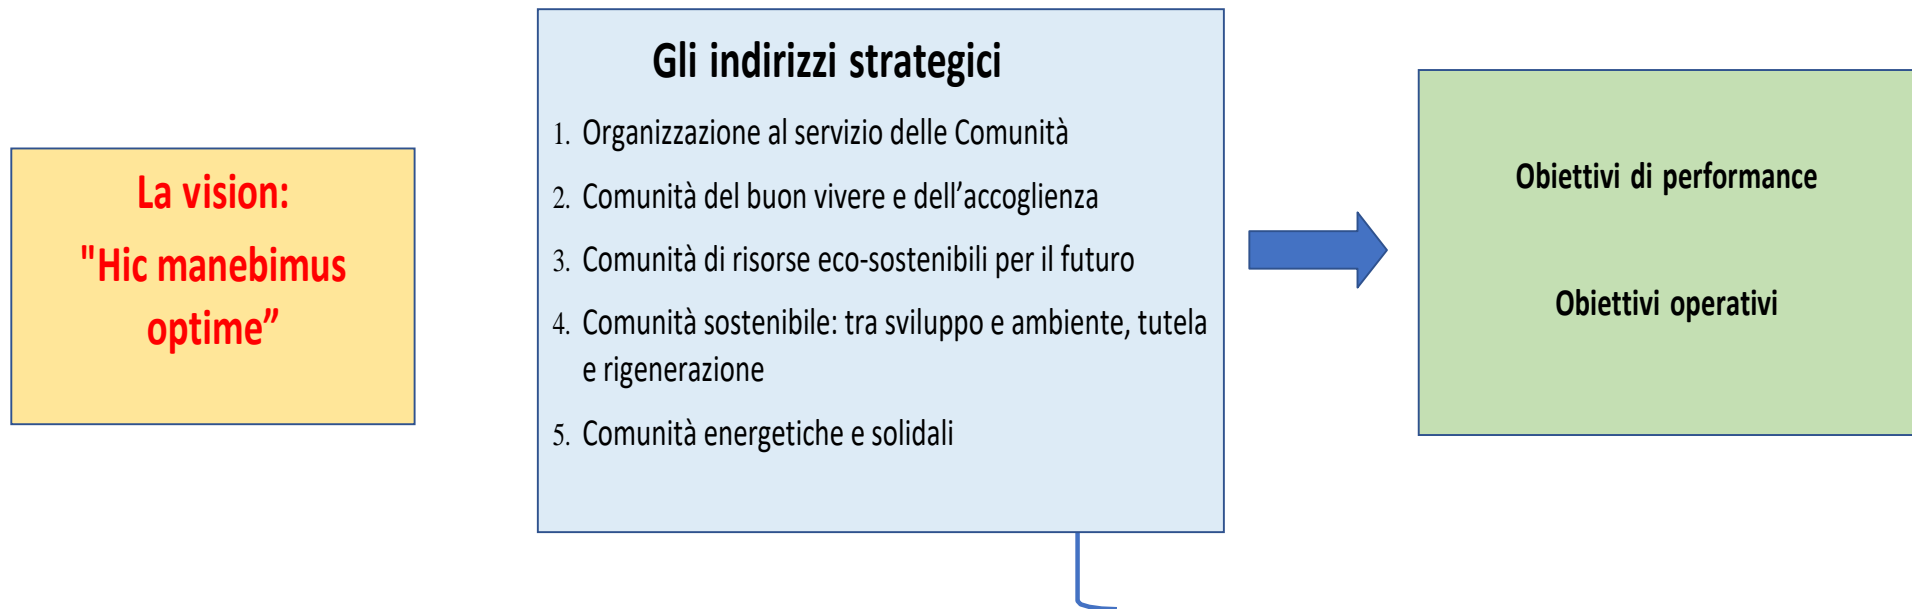 La vision:
"Hic manebimus
optime”
Gli indirizzi strategici
1. Organizzazione al servizio delle Comunità
2. Comunità del buon vivere e dell’accoglienza
3. Comunità di risorse eco-sostenibili per il futuro
4. Comunità sostenibile: tra sviluppo e ambiente, tutela
e rigenerazione
5. Comunità energetiche e solidali
Obiettivi di performance
Obiettivi operativi